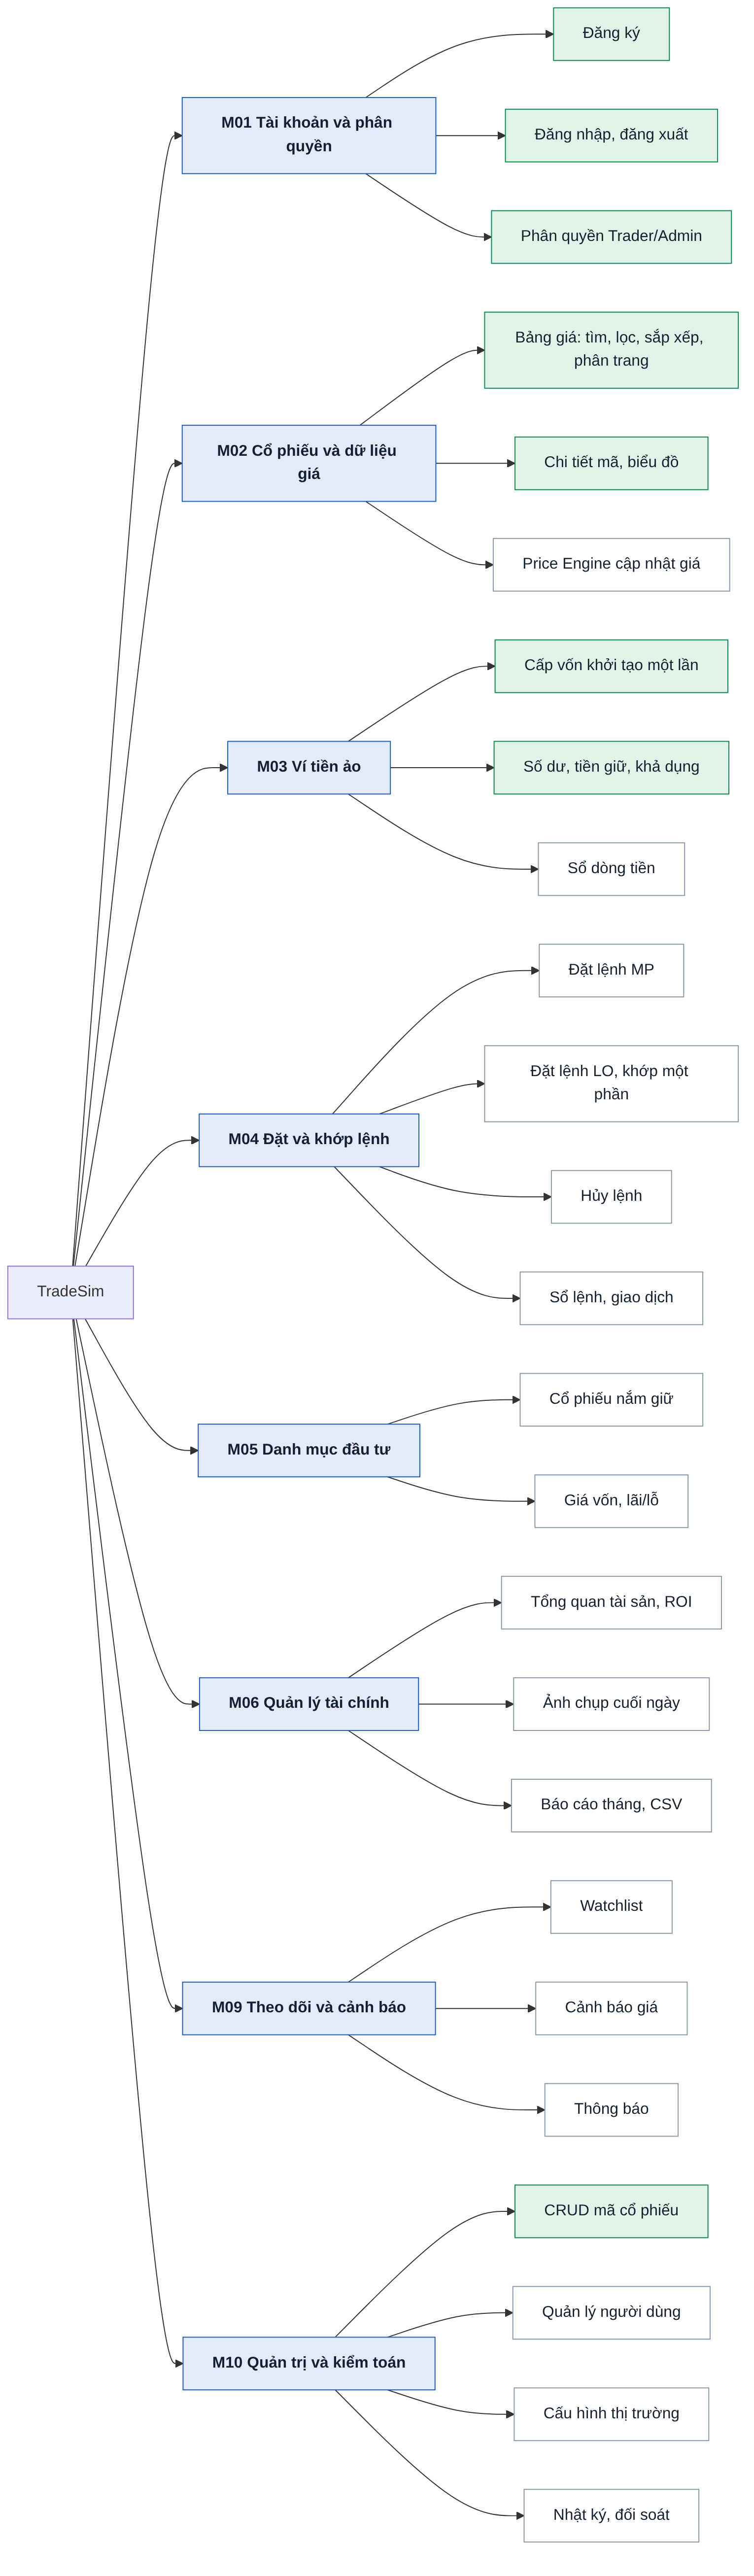 Đăng ký
M01 Tài khoản và phân
quyền
Đăng nhập, đăng xuất
Phân quyền Trader/Admin
Bảng giá: tìm, lọc, sắp xếp,
phân trang
M02 Cổ phiếu và dữ liệu
giá
Chi tiết mã, biểu đồ
Price Engine cập nhật giá
Cấp vốn khởi tạo một lần
M03 Ví tiền ảo
Số dư, tiền giữ, khả dụng
Sổ dòng tiền
Đặt lệnh MP
Đặt lệnh LO, khớp một
phần
M04 Đặt và khớp lệnh
Hủy lệnh
Sổ lệnh, giao dịch
TradeSim
Cổ phiếu nắm giữ
M05 Danh mục đầu tư
Giá vốn, lãi/lỗ
Tổng quan tài sản, ROI
M06 Quản lý tài chính
Ảnh chụp cuối ngày
Báo cáo tháng, CSV
Watchlist
M09 Theo dõi và cảnh báo
Cảnh báo giá
Thông báo
CRUD mã cổ phiếu
Quản lý người dùng
M10 Quản trị và kiểm toán
Cấu hình thị trường
Nhật ký, đối soát